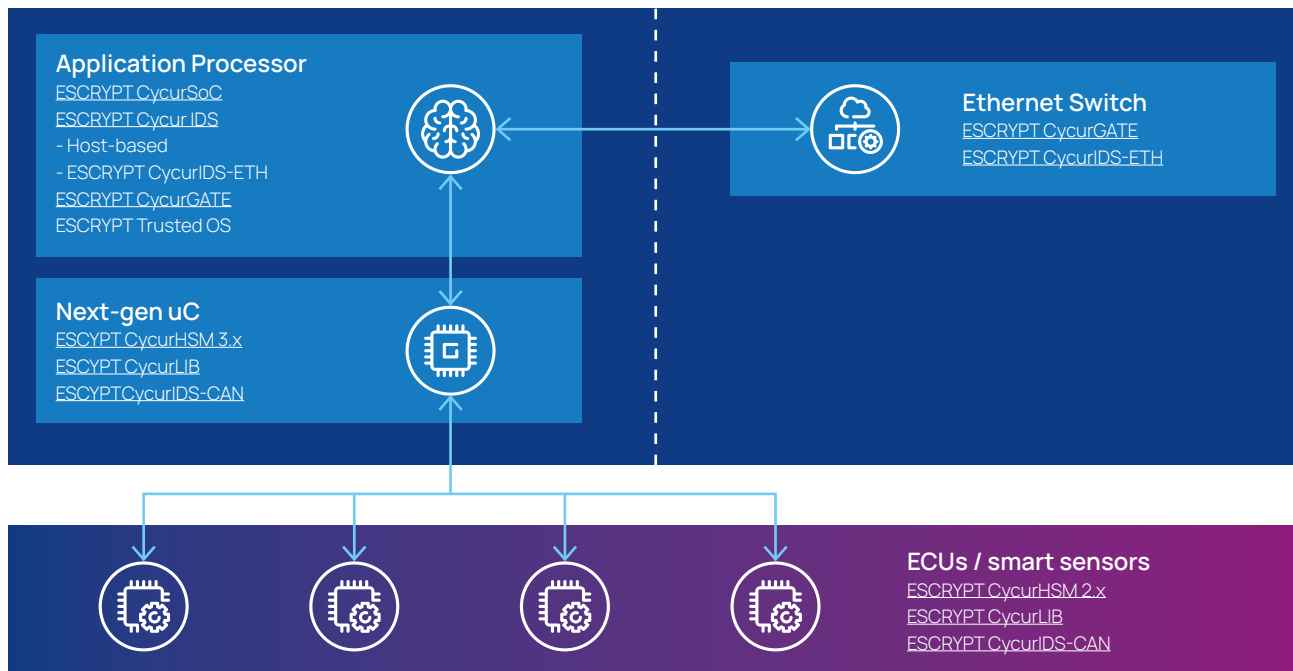 Application Processor
ESCRYPT CycurSoC
ESCRYPT Cycur IDS
- Host-based
- ESCRYPT CycurIDS-ETH
ESCRYPT CycurGATE
ESCRYPT Trusted OS
Ethernet Switch
ESCRYPT CycurGATE
ESCRYPT CycurIDS-ETH
Next-gen uC
ESCYPT CycurHSM 3.x
ESCYPT CycurLIB
ESCYPTCycurIDS-CAN
ECUs / smart sensors
ESCRYPT CycurHSM 2.x
ESCRYPT CycurLIB
ESCRYPT CycurIDS-CAN